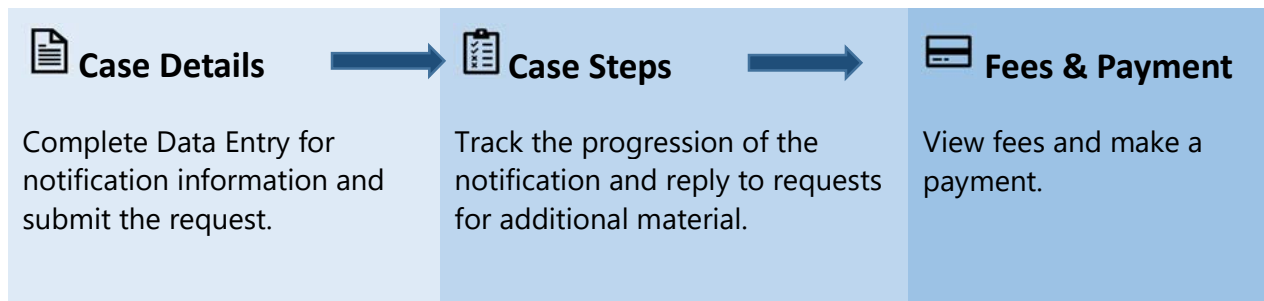 Case Details
Complete Data Entry for
notification information and
submit the request.
Case Steps
Track the progression of the
notification and reply to requests
for additional material.
Fees & Payment
View fees and make a
payment.